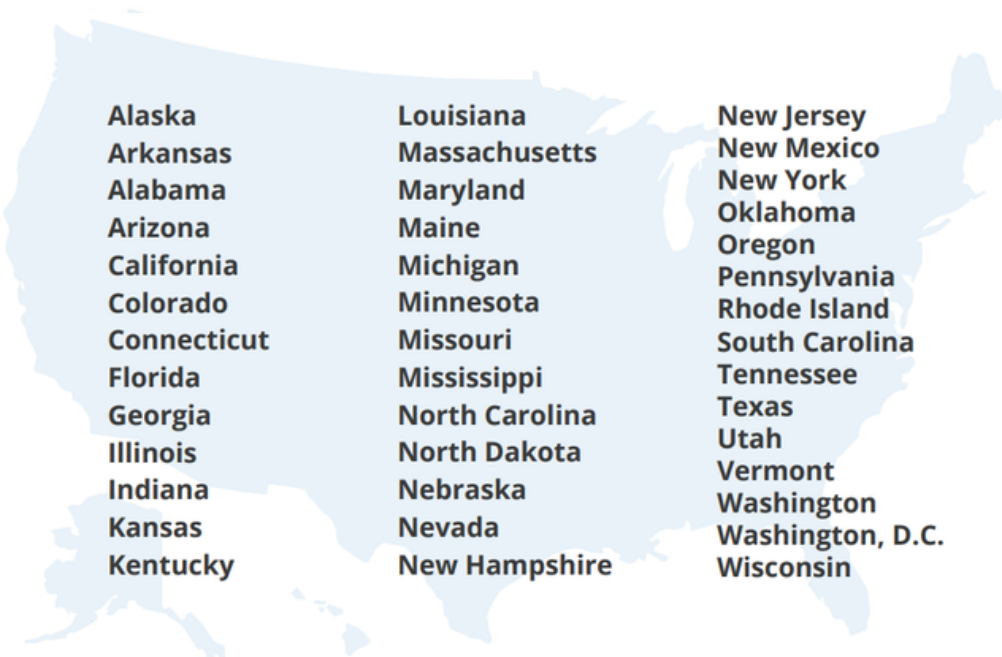 Alaska
Arkansas
Alabama
Arizona
California
Colorado
Connecticut
Florida
Georgia
Illinois
Indiana
Kansas
Kentucky
Louisiana
Massachusetts
Maryland
Maine
Michigan
Minnesota
Missouri
Mississippi
North Carolina
North Dakota
Nebraska
Nevada
New Hampshire
New Jersey
New Mexico
New York
Oklahoma
Oregon
Pennsylvania
Rhode Island
South Carolina
Tennessee
Texas
Utah
Vermont
Washington
Washington, D.C.
Wisconsin